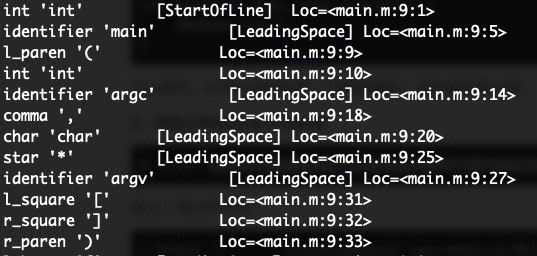 int 'int' [StartOfLine] Loc=<main.m:9:1>
identifier 'main' [LeadingSpace] Loc=<main.m:9:5>
l_paren '(' Loc=<main.m:9:9>
int 'int' Loc=<main.m:9:10>
identifier 'argc' [LeadingSpace] Loc=<main.m:9:14>
comma ',' Loc=<main.m:9:18>
char 'char' [LeadingSpace] Loc=<main.m:9:20>
star '*' [LeadingSpace] Loc=<main.m:9:25>
identifier 'argv' [LeadingSpace] Loc=<main.m:9:27>
l_square '[' Loc=<main.m:9:31>
r_square ']' Loc=<main.m:9:32>
r_paren ')' Loc=<main.m:9:33>